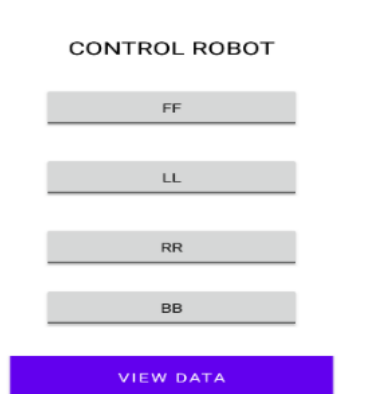 CONTROL ROBOT
FF
LL
RR
BB
VIEW DATA